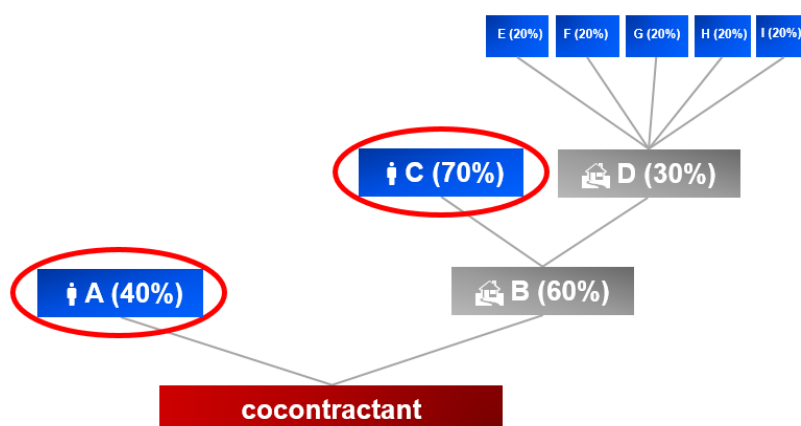 E (20%) F (20%) G (20%) H (20%) I (20%)
C (70%) D (30%)
A (40%) B (60%)
cocontractant